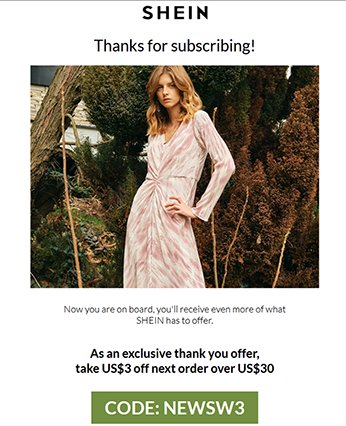 SHEIN
Thanks for subscribing!
Now you are on board, you'll receive even more of what
SHEIN has to offer.
As an exclusive thank you offer,
take US$3 off next order over US$30
CODE: NEWSW3